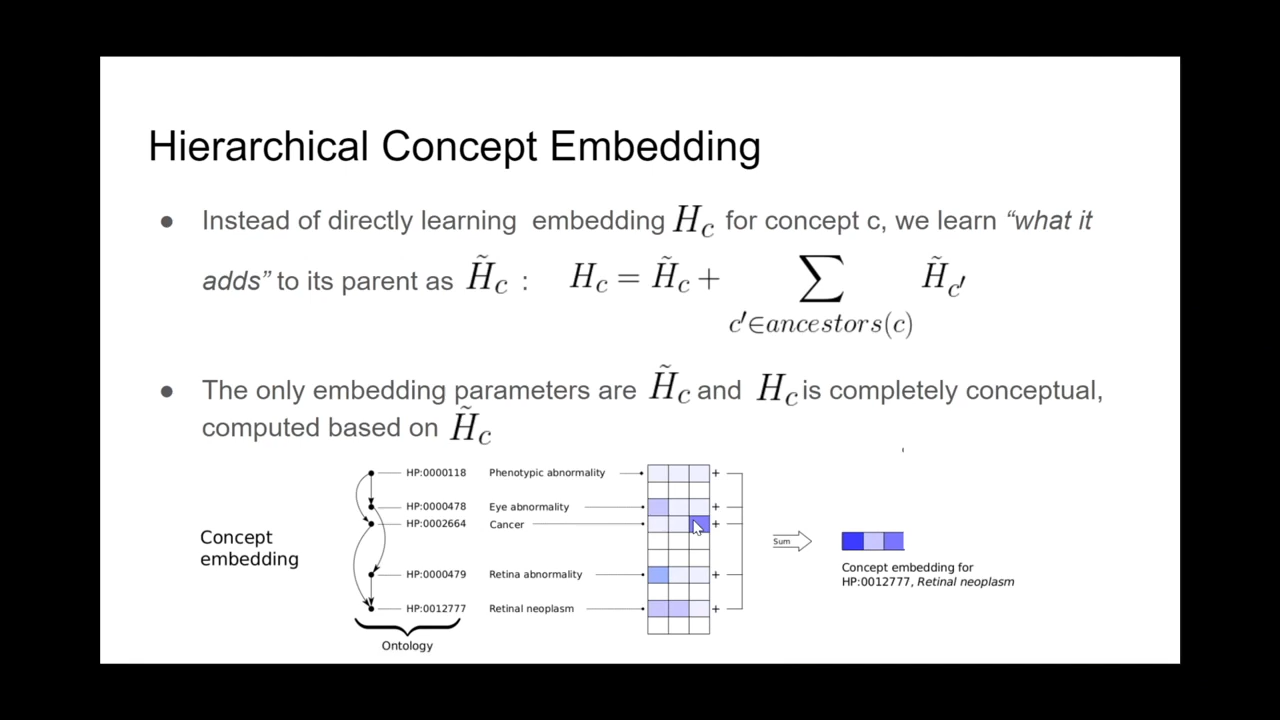 Hierarchical Concept Embedding
● Instead of directly learning embedding H_c for concept c, we learn “what it
adds” to its parent as H̃_c : H_c = H̃_c + ∑ H̃_c′
c′∈ancestors(c)
● The only embedding parameters are H̃_c and H_c is completely conceptual,
computed based on H̃_c
HP:0000118 Phenotypic abnormality +
HP:0000478 Eye abnormality +
HP:0002664 Cancer +
Concept
embedding
Sum
HP:0000479 Retina abnormality +
HP:0012777 Retinal neoplasm +
Ontology
Concept embedding for
HP:0012777, Retinal neoplasm